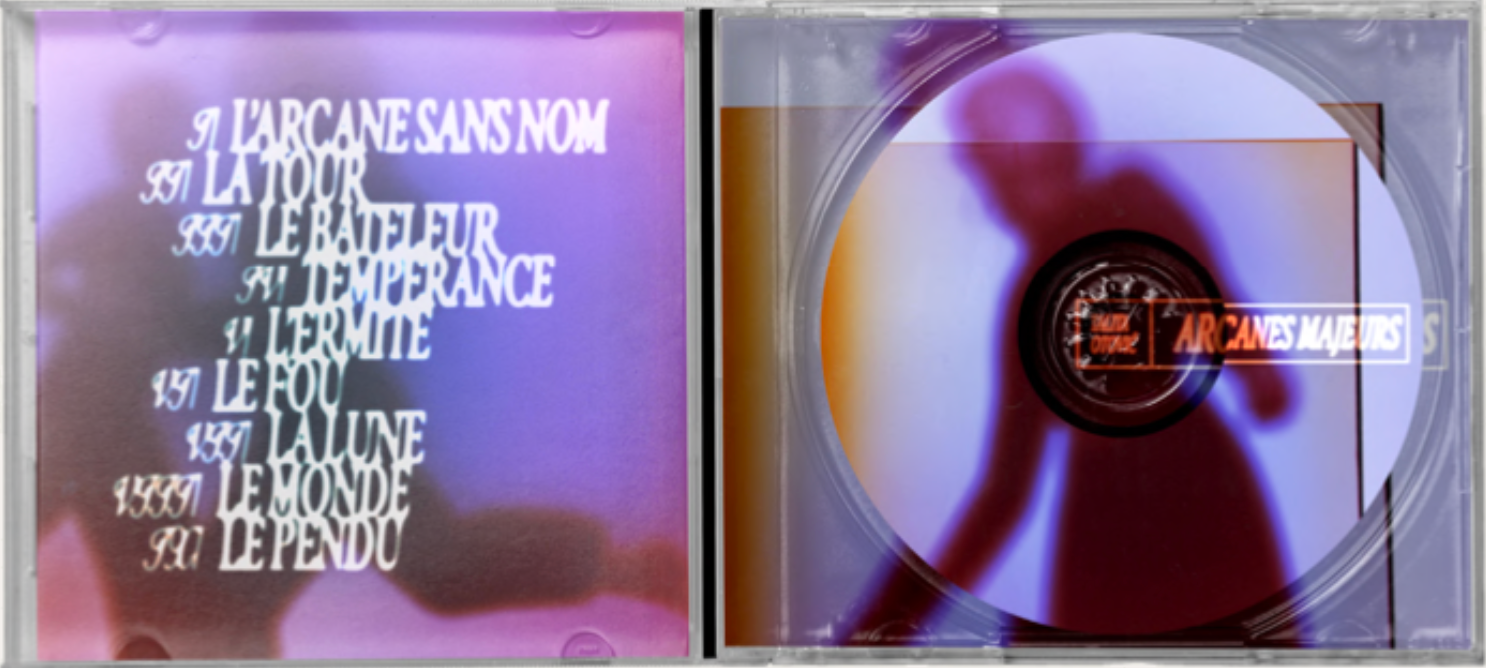 I L'ARCANE SANS NOM
II LA TOUR
III LE BATELEUR
IV TEMPERANCE
V L'ERMITE
VI LE FOU
VII LA LUNE
VIII LE MONDE
IX LE PENDU
ARCANES MAJEURS